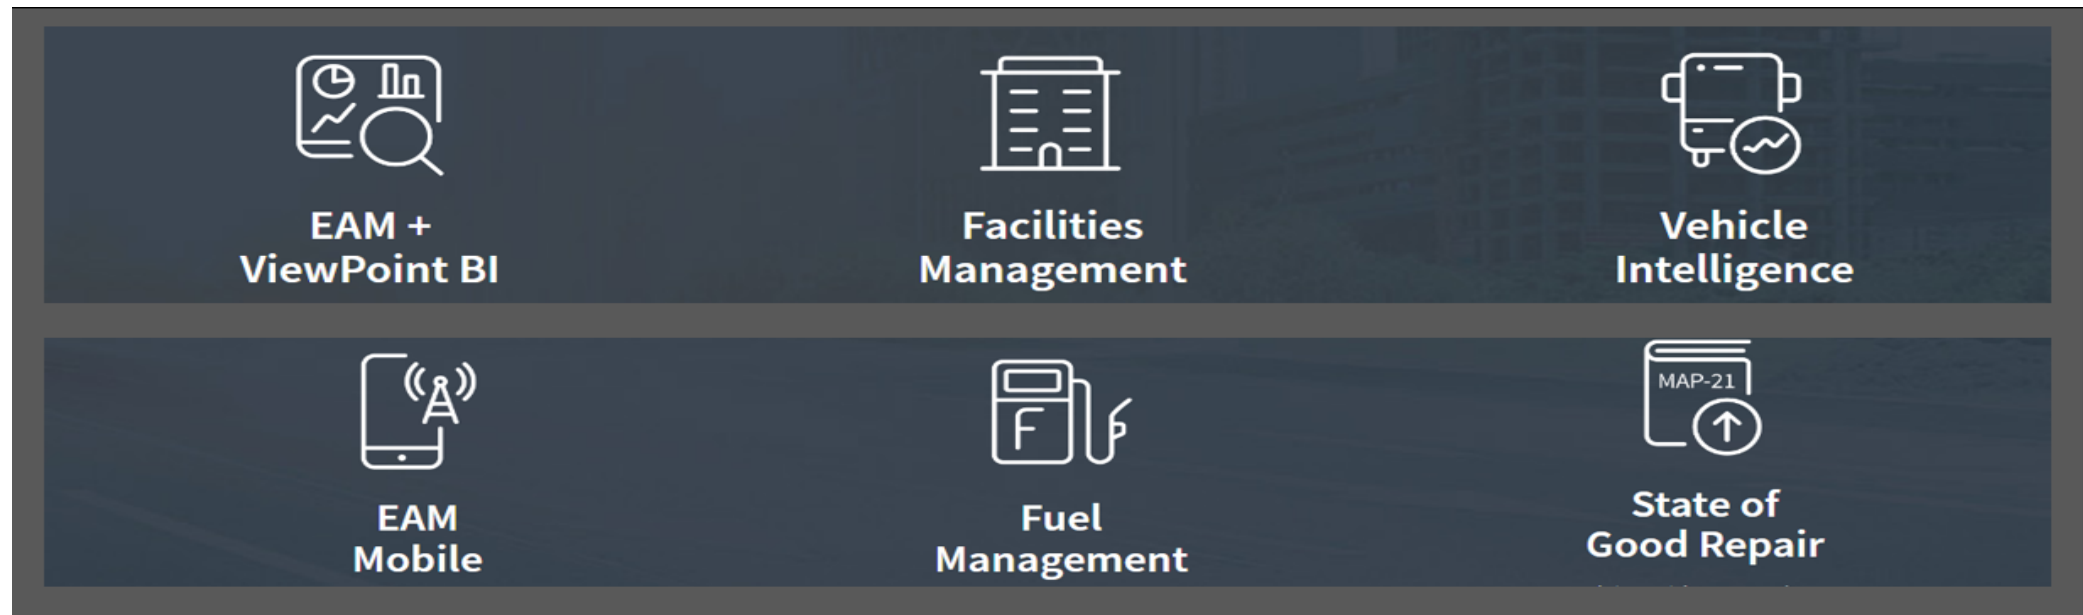 EAM +
ViewPoint BI
Facilities
Management
Vehicle
Intelligence
EAM
Mobile
F
Fuel
Management
MAP-21
State of
Good Repair